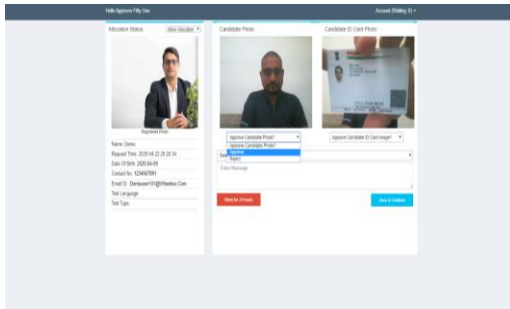 Hello Approver Fifty One
Account (Waiting: 0)
Allocation Status
Allow Allocation
Registered Photo
Name: Demo
Request Time: 2020-04-22 20:26:34
Date Of Birth: 2020-04-09
Contact No: 1234567891
Email ID : Demouser101@Wheebox.Com
Test Language
Test Type:
Candidate Photo
Candidate ID Card Photo
Approve Candidate Photo?
Approve Candidate ID Card Image?
Approve Candidate Photo?
Approve
Reject
Enter Message
Block for 24 hours
Save & Continue